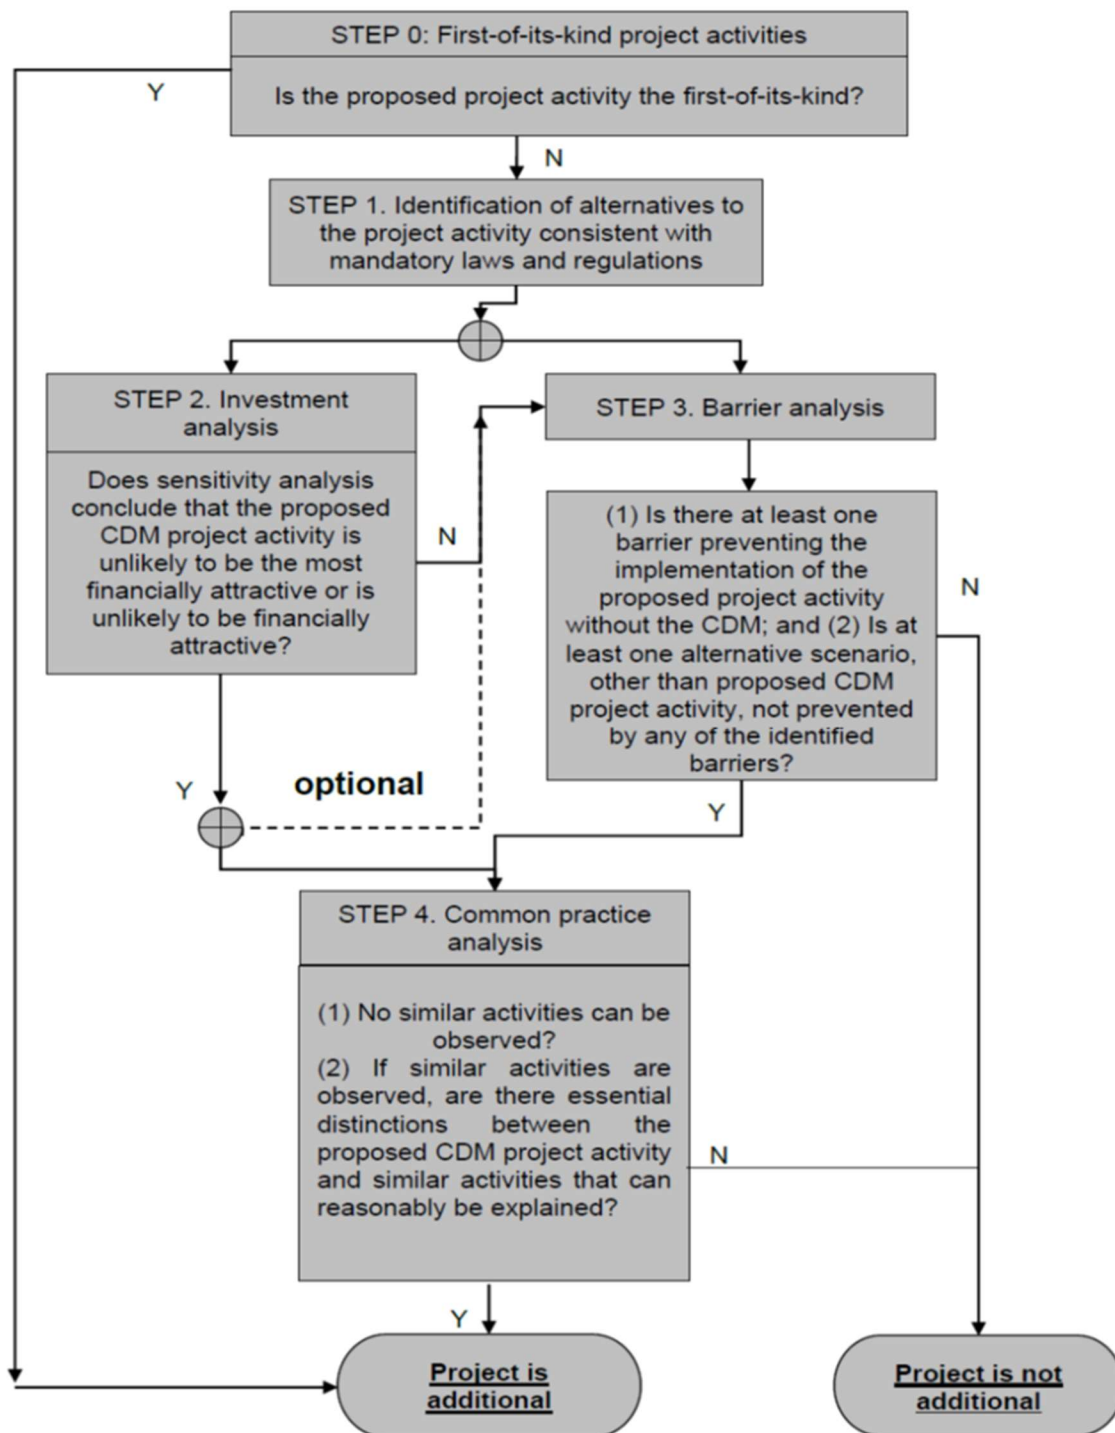 STEP 0: First-of-its-kind project activities
Is the proposed project activity the first-of-its-kind?
Y
N
STEP 1. Identification of alternatives to
the project activity consistent with
mandatory laws and regulations
STEP 2. Investment
analysis
Does sensitivity analysis
conclude that the proposed
CDM project activity is
unlikely to be the most
financially attractive or is
unlikely to be financially
attractive?
N
Y
optional
STEP 3. Barrier analysis
(1) Is there at least one
barrier preventing the
implementation of the
proposed project activity
without the CDM; and (2) Is at
least one alternative scenario,
other than proposed CDM
project activity, not prevented
by any of the identified
barriers?
N
Y
STEP 4. Common practice
analysis
(1) No similar activities can be
observed?
(2) If similar activities are
observed, are there essential
distinctions between the
proposed CDM project activity
and similar activities that can
reasonably be explained?
N
Y
Project is
additional
Project is not
additional